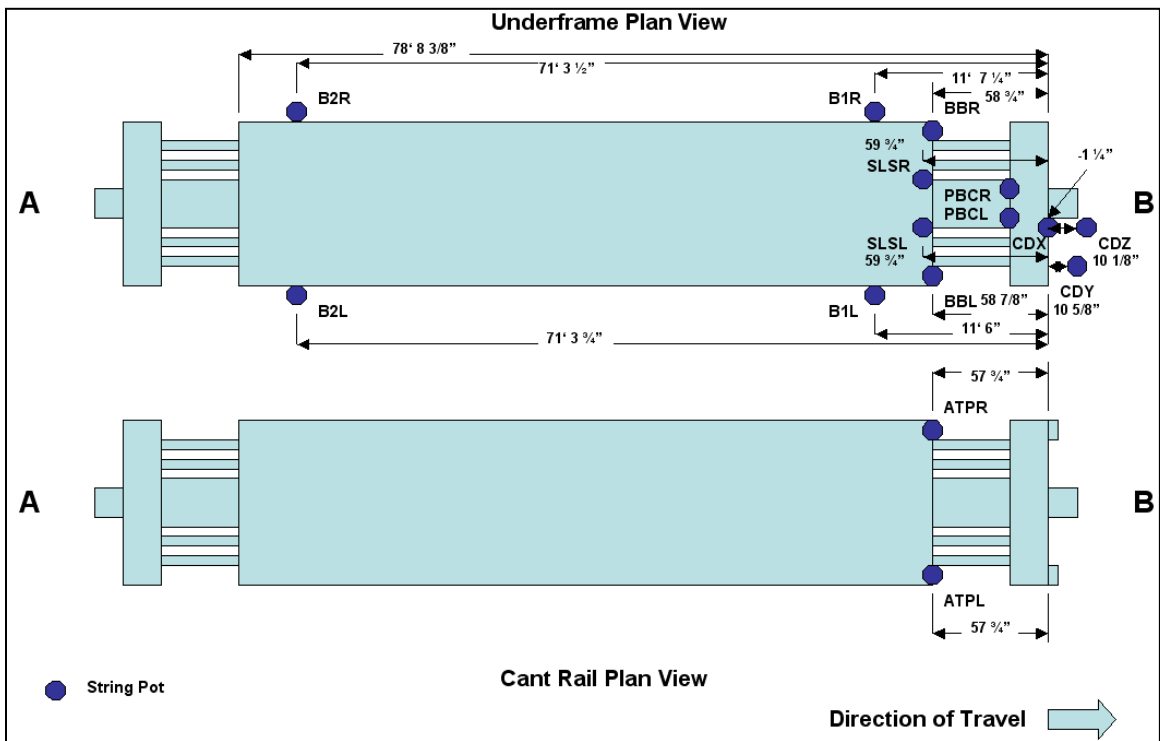 Underframe Plan View
78‘ 8 3/8”
71‘ 3 ½”
11‘ 7 ¼”
58 ¾”
B2R
B1R
BBR
59 ¾”
-1 ¼”
SLSR
A
PBCR
B
PBCL
SLSL
CDX
CDZ
59 ¾”
10 1/8”
CDY
B2L
B1L
BBL
58 7/8”
10 5/8”
11‘ 6”
71‘ 3 ¾”
57 ¾”
ATPR
A
B
ATPL
57 ¾”
String Pot
Cant Rail Plan View
Direction of Travel